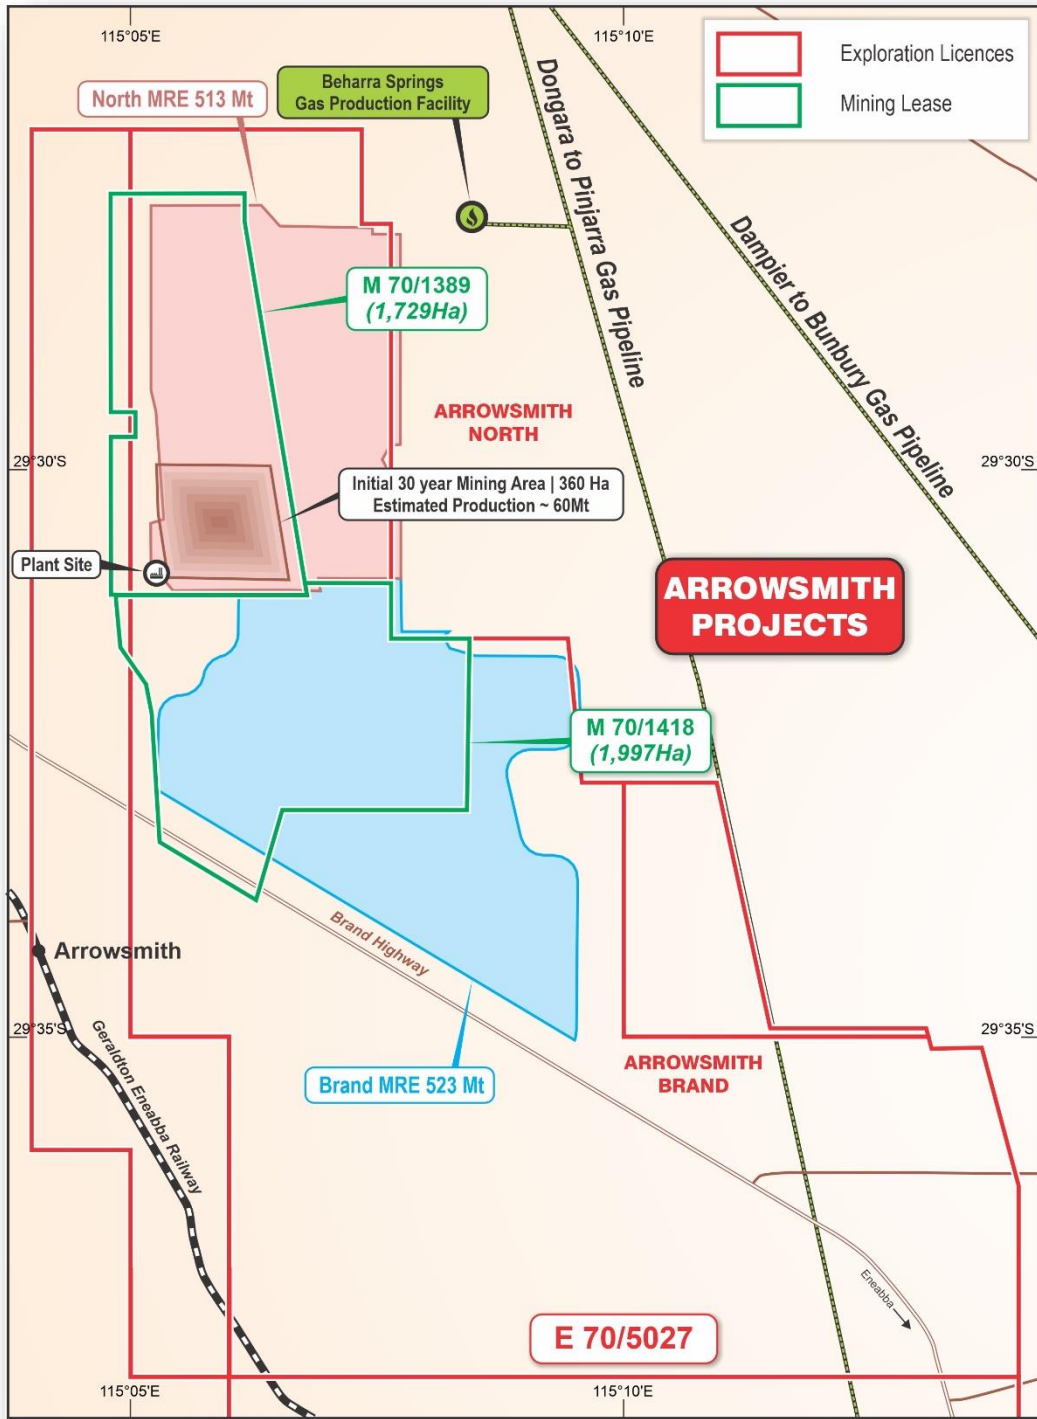 115°05'E
115°10'E
Exploration Licences
Mining Lease
Beharra Springs
Gas Production Facility
North MRE 513 Mt
Dongara to Pinjarra Gas Pipeline
Dampier to Bunbury Gas Pipeline
M 70/1389
(1,729Ha)
ARROWSMITH
NORTH
29°30'S
29°30'S
Initial 30 year Mining Area | 360 Ha
Estimated Production ~ 60Mt
Plant Site
ARROWSMITH
PROJECTS
M 70/1418
(1,997Ha)
Brand Highway
Arrowsmith
29°35'S
29°35'S
Geraldton Eneabba Railway
Brand MRE 523 Mt
ARROWSMITH
BRAND
Eneabba
E 70/5027
115°05'E
115°10'E